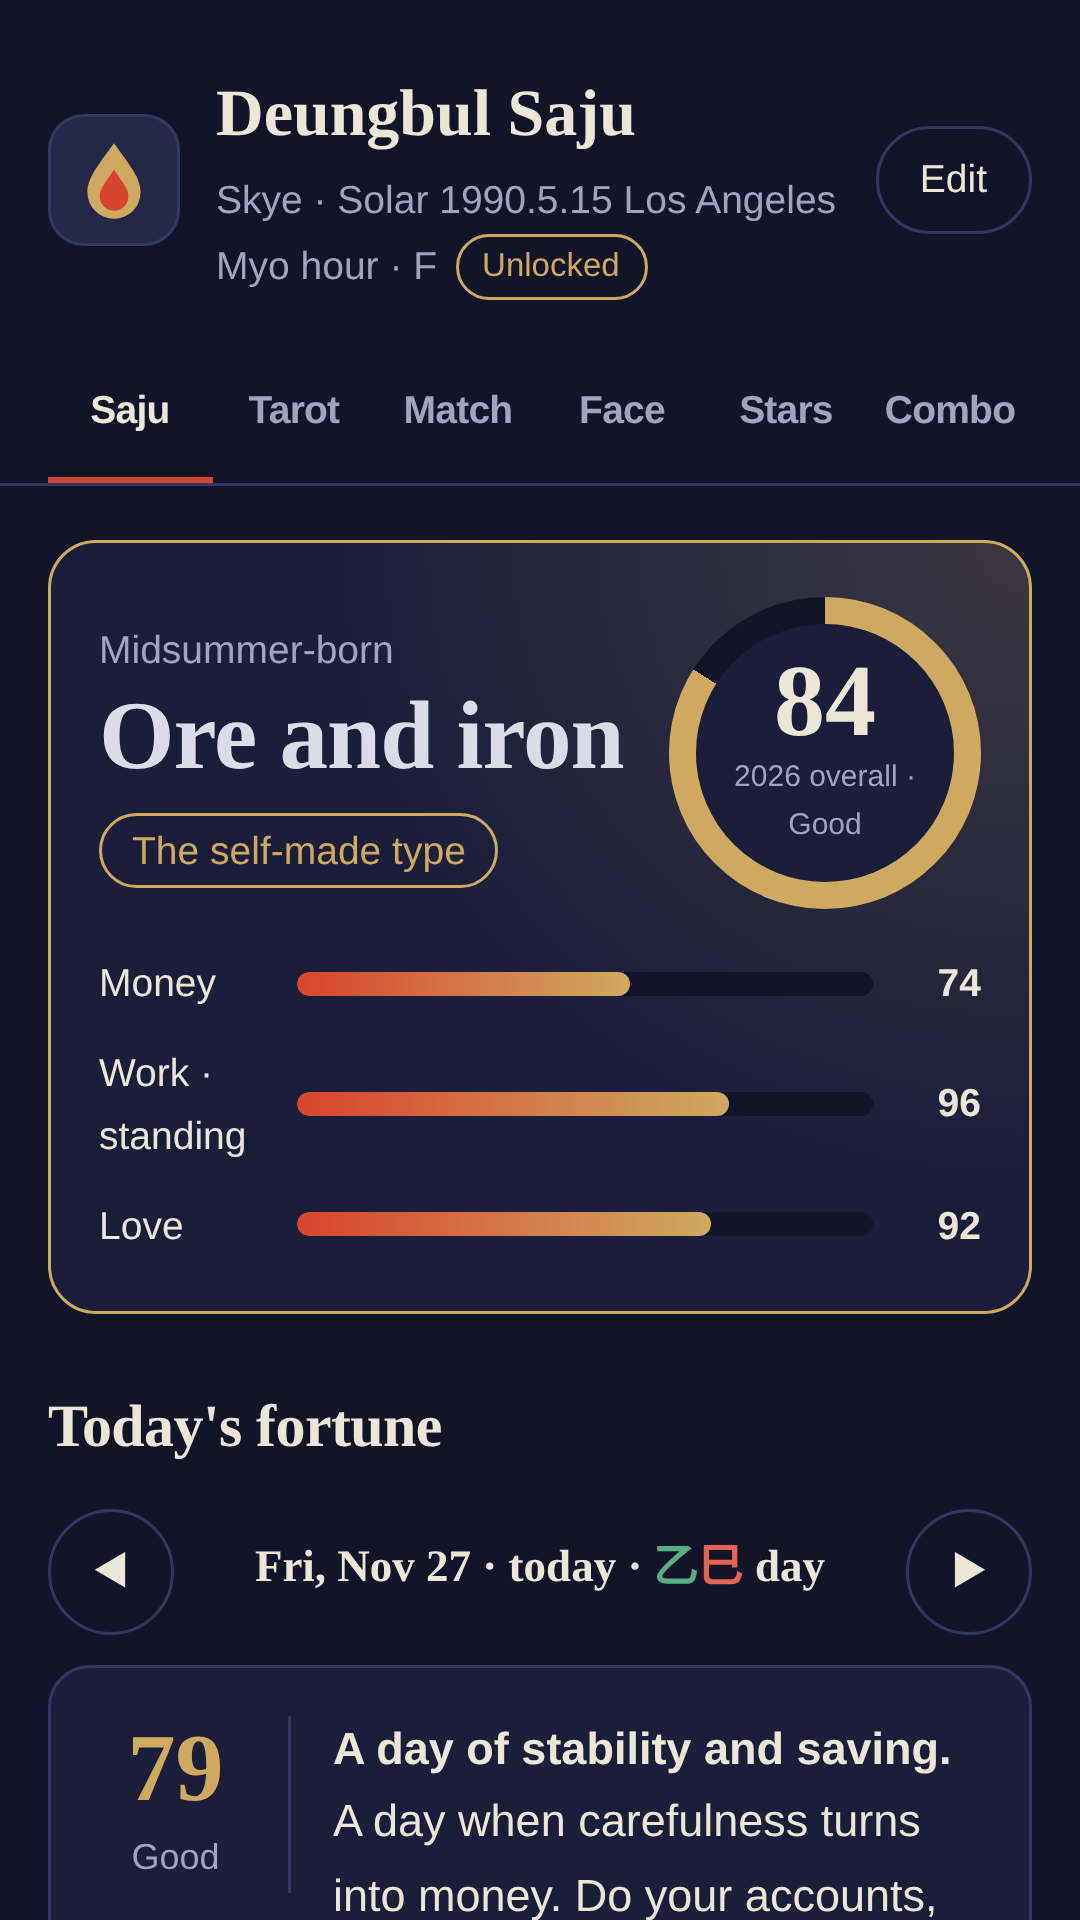 Deungbul Saju
Skye · Solar 1990.5.15 Los Angeles
Myo hour · F Unlocked
Edit
Saju Tarot Match Face Stars Combo
Midsummer-born
Ore and iron
The self-made type
84
2026 overall ·
Good
Money 74
Work ·
standing 96
Love 92
Today's fortune
Fri, Nov 27 · today · 乙巳 day
79
Good
A day of stability and saving.
A day when carefulness turns
into money. Do your accounts,